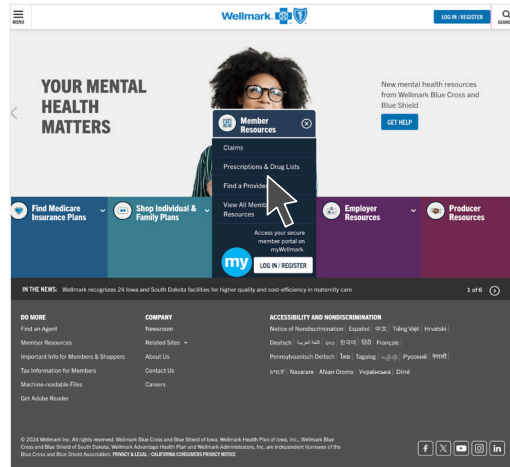 MENU
Wellmark.
LOG IN / REGISTER
YOUR MENTAL
HEALTH
MATTERS
New mental health resources
from Wellmark Blue Cross and
Blue Shield
GET HELP
Member
Resources
Claims
Prescriptions & Drug Lists
Find a Provider
View All
Resources
Access your secure
member portal on
myWellmark.
my
LOG IN / REGISTER
Find Medicare
Insurance Plans
Shop Individual &
Family Plans
Employer
Resources
Producer
Resources
IN THE NEWS: Wellmark recognizes 24 Iowa and South Dakota facilities for higher quality and cost-efficiency in maternity care
1 of 6
DO MORE
Find an Agent
Member Resources
Important Info for Members & Shoppers
Tax Information for Members
Machine-readable Files
Get Adobe Reader
COMPANY
Newsroom
Related Sites
About Us
Contact Us
Careers
ACCESSIBILITY AND NONDISCRIMINATION
Notice of Nondiscrimination | Español | 中文 | Tiếng Việt | Hrvatski
Deutsch | اللغة العربية | ລາວ | 한국어 | हिंदी | Français
Pennsylvaanisch Deitsch | ไทย | Tagalog | Русский | नेपाली
አማርኛ | Nasarare | Afaan Oromo | Українська | Diné
© 2024 Wellmark Inc. All rights reserved. Wellmark Blue Cross and Blue Shield of Iowa, Wellmark Health Plan of Iowa, Inc., Wellmark Blue
Cross and Blue Shield of South Dakota, Wellmark Advantage Health Plan and Wellmark Administrators, Inc. are independent licensees of the
Blue Cross and Blue Shield Association. PRIVACY & LEGAL | CALIFORNIA CONSUMERS PRIVACY NOTICE